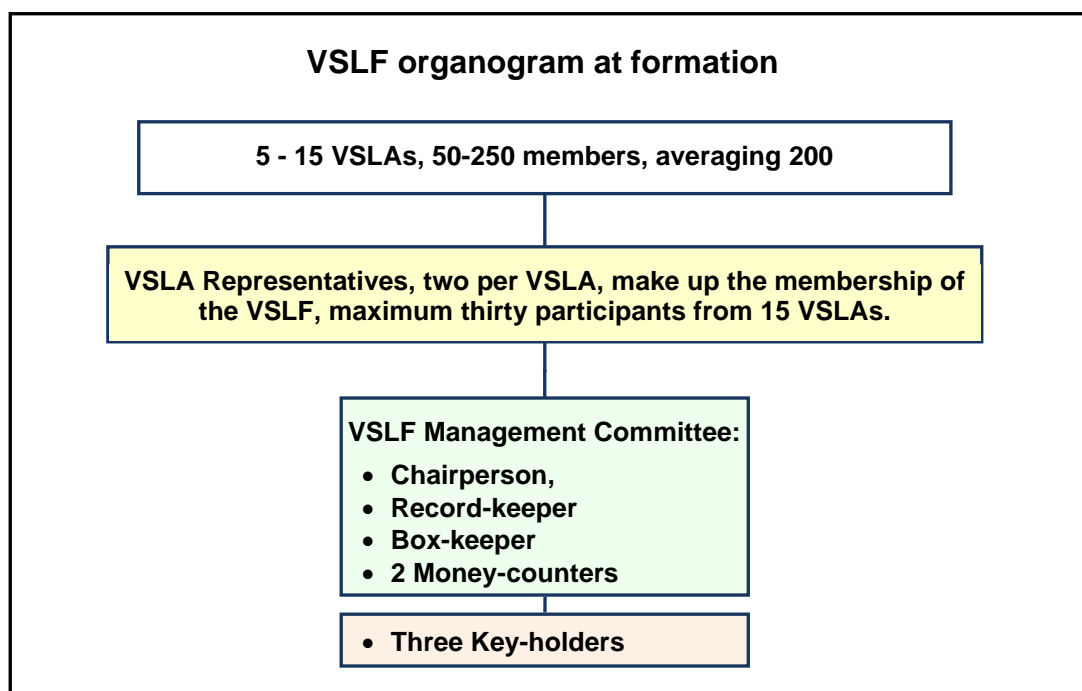 VSLF organogram at formation
5 - 15 VSLAs, 50-250 members, averaging 200
VSLA Representatives, two per VSLA, make up the membership of
the VSLF, maximum thirty participants from 15 VSLAs.
VSLF Management Committee:
• Chairperson,
• Record-keeper
• Box-keeper
• 2 Money-counters
• Three Key-holders